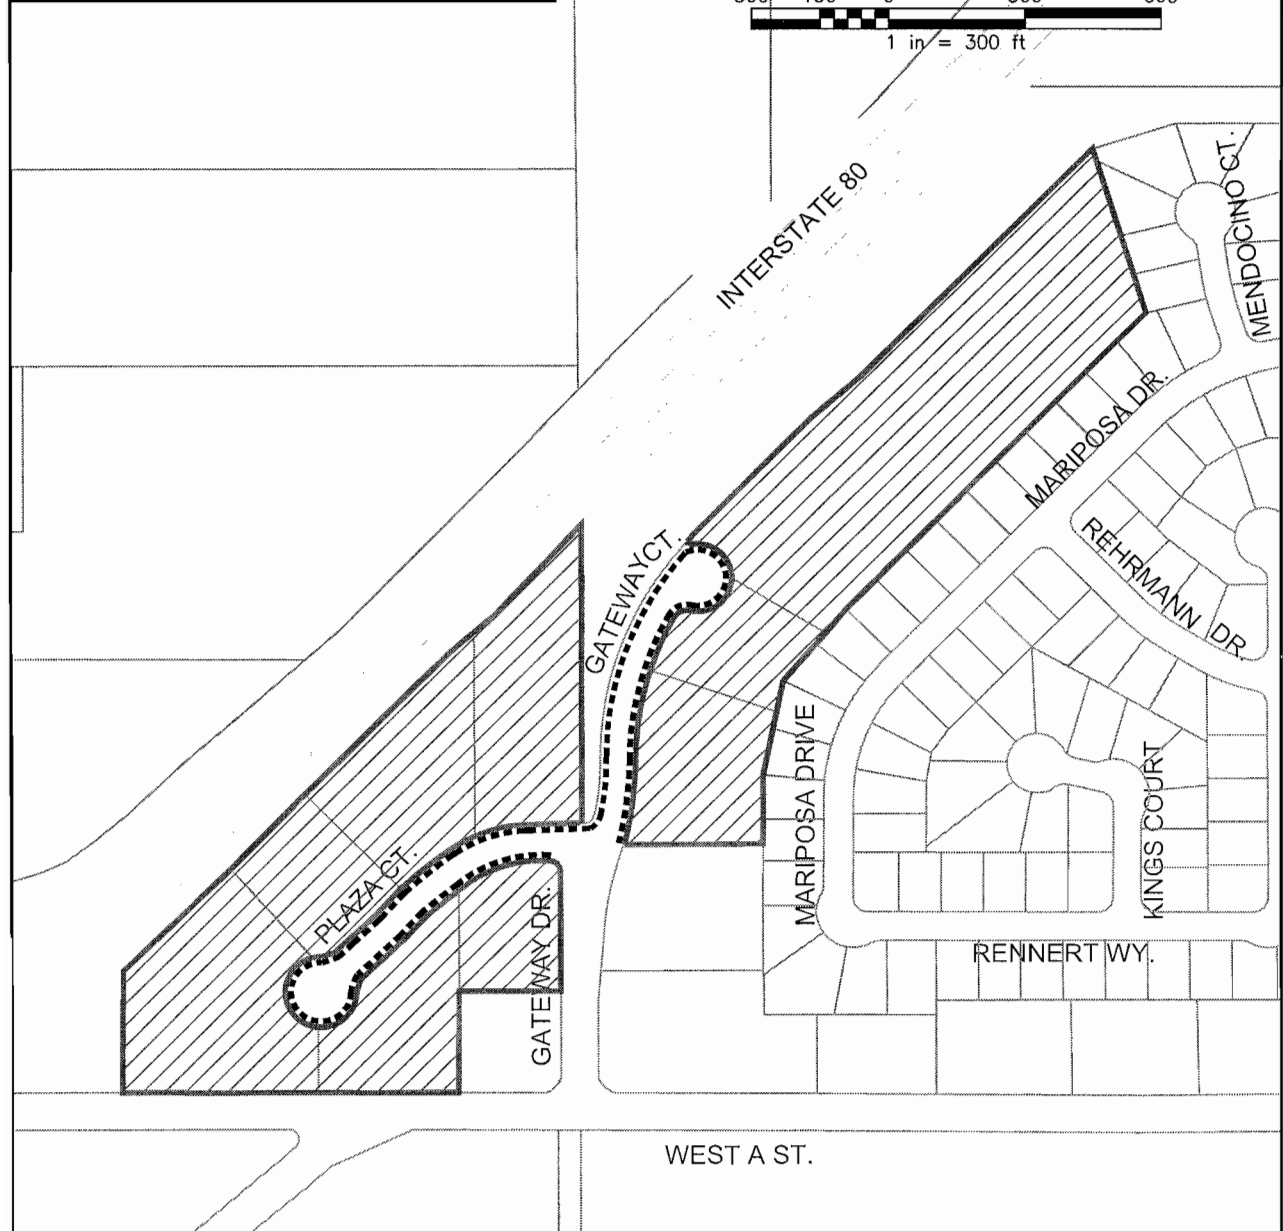 1 in = 300 ft
MENDOCINO CT.
INTERSTATE 80
MARIPOSA DR.
REHRMANN DR.
GATEWAY CT.
MARIPOSA DRIVE
KINGS COURT
PLAZA CT.
GATEWAY DR.
RENNERT WY.
WEST A ST.